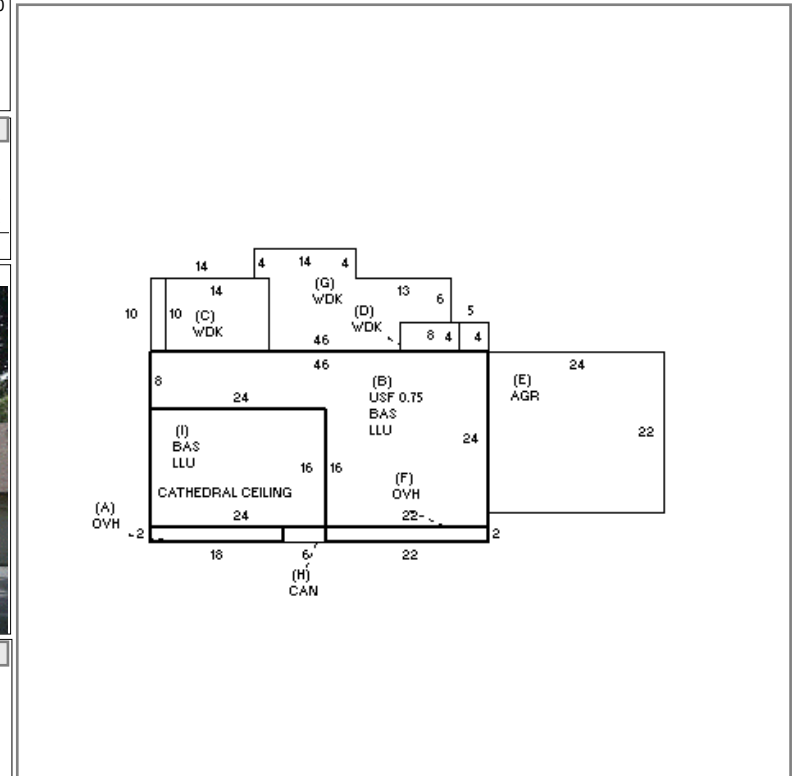 14 4 14 4
14 13
(G)
WDK
6
5
10 10 (C)
WDK
(D)
WDK
8 4 4
46
46 24
8 (B)
USF 0.75
BAS
LLU
(E)
AGR
24
(I)
BAS
LLU
24 22
16 16
(F)
OVH
CATHEDRAL CEILING
(A)
OVH
24 22
2 2
18 6 22
(H)
CAN